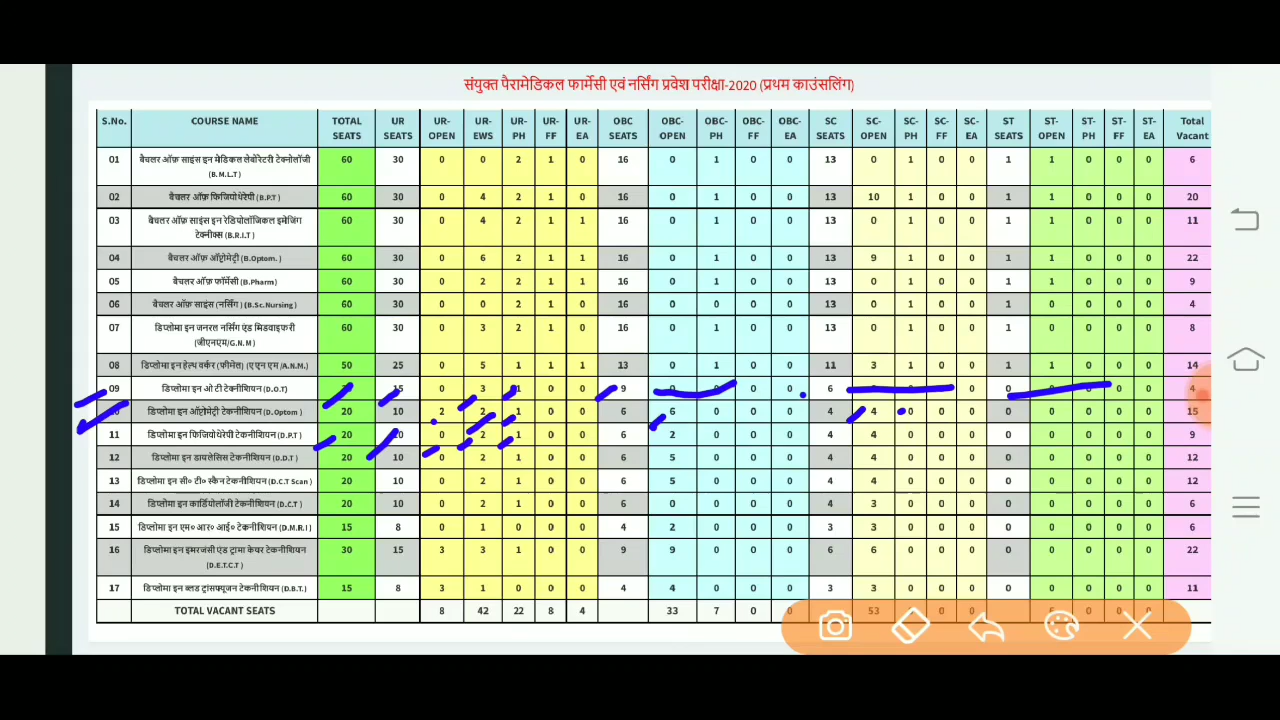 संयुक्त पैरामेडिकल फार्मेसी एवं नर्सिंग प्रवेश परीक्षा-2020 (प्रथम काउंसलिंग)
S.No. COURSE NAME TOTAL SEATS UR SEATS UR-OPEN UR-EWS UR-PH UR-FF UR-EA OBC SEATS OBC-OPEN OBC-PH OBC-FF OBC-EA SC SEATS SC-OPEN SC-PH SC-FF SC-EA ST SEATS ST-OPEN ST-PH ST-FF ST-EA Total Vacant
01 बैचलर ऑफ़ साइंस इन मेडिकल लेबोरेटरी टेक्नोलॉजी (B.M.L.T) 60 30 0 0 2 1 0 16 0 1 0 0 13 0 1 0 0 1 1 0 0 0 6
02 बैचलर ऑफ़ फिजियोथेरेपी (B.P.T) 60 30 0 4 2 1 0 16 0 1 0 0 13 10 1 0 0 1 1 0 0 0 20
03 बैचलर ऑफ़ साइंस इन रेडियोलॉजिकल इमेजिंग टेक्नीक्स (B.R.I.T) 60 30 0 4 2 1 1 16 0 1 0 0 13 0 1 0 0 1 1 0 0 0 11
04 बैचलर ऑफ़ ऑप्टोमेट्री (B.Optom.) 60 30 0 6 2 1 1 16 0 1 0 0 13 9 1 0 0 1 1 0 0 0 22
05 बैचलर ऑफ़ फॉर्मेसी (B.Pharm) 60 30 0 2 2 1 1 16 0 1 0 0 13 0 1 0 0 1 1 0 0 0 9
06 बैचलर ऑफ़ साइंस (नर्सिंग) (B.Sc.Nursing) 60 30 0 0 2 1 0 16 0 0 0 0 13 0 1 0 0 1 0 0 0 0 4
07 डिप्लोमा इन जनरल नर्सिंग एंड मिडवाइफरी (जीएनएम/G.N.M) 60 30 0 3 2 1 0 16 0 1 0 0 13 0 1 0 0 1 0 0 0 0 8
08 डिप्लोमा इन हेल्थ वर्कर (फ़ीमेल) (ए एन एम /A.N.M.) 50 25 0 5 1 1 1 13 0 1 0 0 11 3 1 0 0 1 1 0 0 0 14
09 डिप्लोमा इन ओ टी टेक्नीशियन (D.O.T) 15 0 3 1 0 0 9 0 0 6 0 0 0 0 0 4
डिप्लोमा इन ऑप्टोमेट्री टेकनीशियन (D.Optom) 20 10 2 2 1 0 0 6 6 0 0 0 4 4 0 0 0 0 0 0 0 0 15
11 डिप्लोमा इन फिजियोथेरेपी टेकनीशियन (D.P.T) 20 10 0 2 1 0 0 6 2 0 0 0 4 4 0 0 0 0 0 0 0 0 9
12 डिप्लोमा इन डायलेसिस टेकनीशियन (D.D.T) 20 10 0 2 1 0 0 6 5 0 0 0 4 4 0 0 0 0 0 0 0 0 12
13 डिप्लोमा इन सी० टी० स्कैन टेकनीशियन (D.C.T Scan) 20 10 0 2 1 0 0 6 5 0 0 0 4 4 0 0 0 0 0 0 0 0 12
14 डिप्लोमा इन कार्डियोलॉजी टेकनीशियन (D.C.T) 20 10 0 2 1 0 0 6 0 0 0 0 4 3 0 0 0 0 0 0 0 0 6
15 डिप्लोमा इन एम० आर० आई० टेकनीशियन (D.M.R.I) 15 8 0 1 0 0 0 4 2 0 0 0 3 3 0 0 0 0 0 0 0 0 6
16 डिप्लोमा इन इमरजंसी एंड ट्रामा केयर टेकनीशियन (D.E.T.C.T) 30 15 3 3 1 0 0 9 9 0 0 0 6 6 0 0 0 0 0 0 0 0 22
17 डिप्लोमा इन ब्लड ट्रांसफ्यूजन टेकनीशियन (D.B.T.) 15 8 3 1 0 0 0 4 4 0 0 0 3 3 0 0 0 0 0 0 0 0 11
TOTAL VACANT SEATS 8 42 22 8 4 33 7 0 0 53